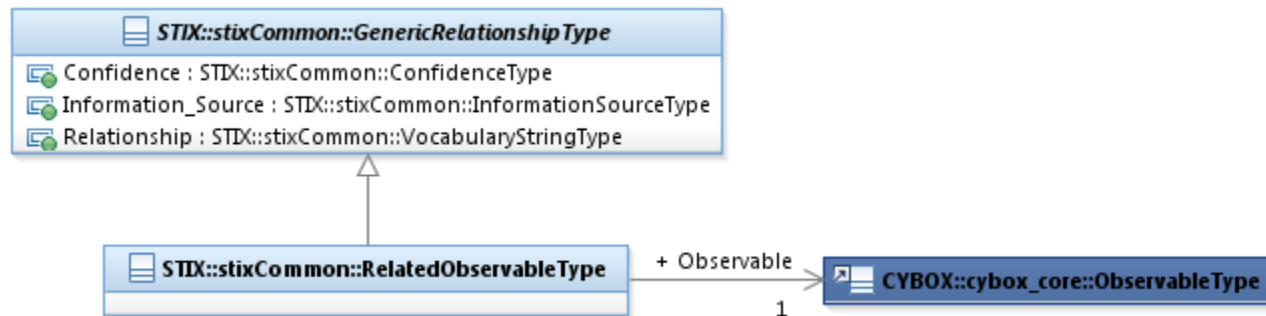 STIX::stixCommon::GenericRelationshipType
Confidence : STIX::stixCommon::ConfidenceType
Information_Source : STIX::stixCommon::InformationSourceType
Relationship : STIX::stixCommon::VocabularyStringType
STIX::stixCommon::RelatedObservableType
+ Observable
1
CYBOX::cybox_core::ObservableType